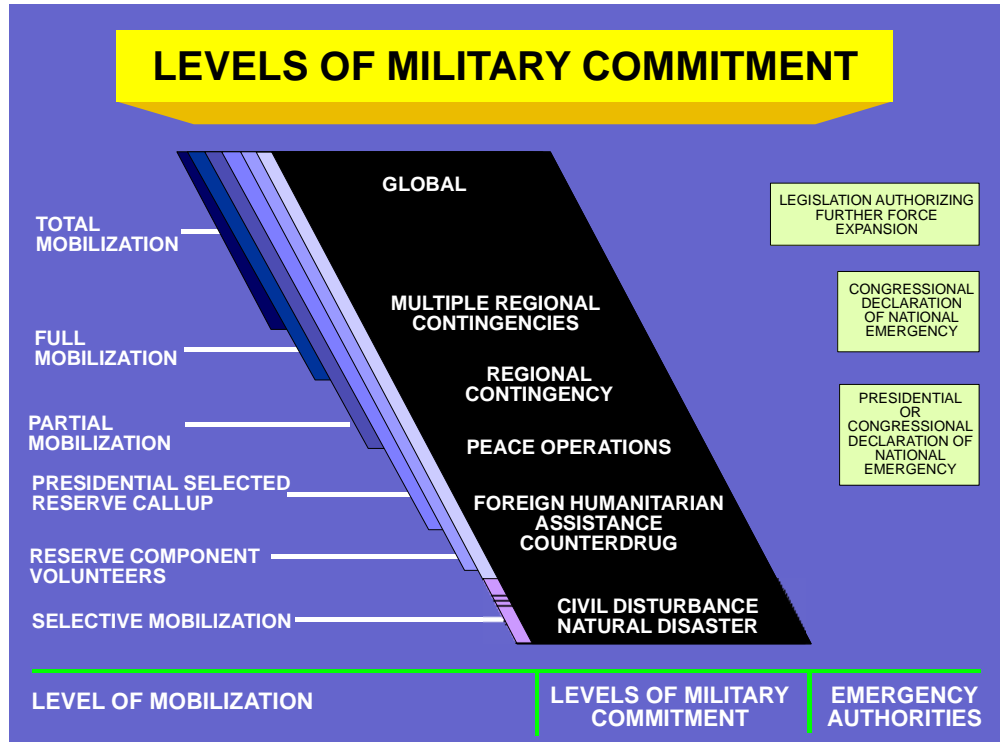 LEVELS OF MILITARY COMMITMENT
TOTAL
MOBILIZATION
FULL
MOBILIZATION
PARTIAL
MOBILIZATION
PRESIDENTIAL SELECTED
RESERVE CALLUP
RESERVE COMPONENT
VOLUNTEERS
SELECTIVE MOBILIZATION
GLOBAL
MULTIPLE REGIONAL
CONTINGENCIES
REGIONAL
CONTINGENCY
PEACE OPERATIONS
FOREIGN HUMANITARIAN
ASSISTANCE
COUNTERDRUG
CIVIL DISTURBANCE
NATURAL DISASTER
LEGISLATION AUTHORIZING
FURTHER FORCE
EXPANSION
CONGRESSIONAL
DECLARATION
OF NATIONAL
EMERGENCY
PRESIDENTIAL
OR
CONGRESSIONAL
DECLARATION OF
NATIONAL
EMERGENCY
LEVEL OF MOBILIZATION
LEVELS OF MILITARY
COMMITMENT
EMERGENCY
AUTHORITIES